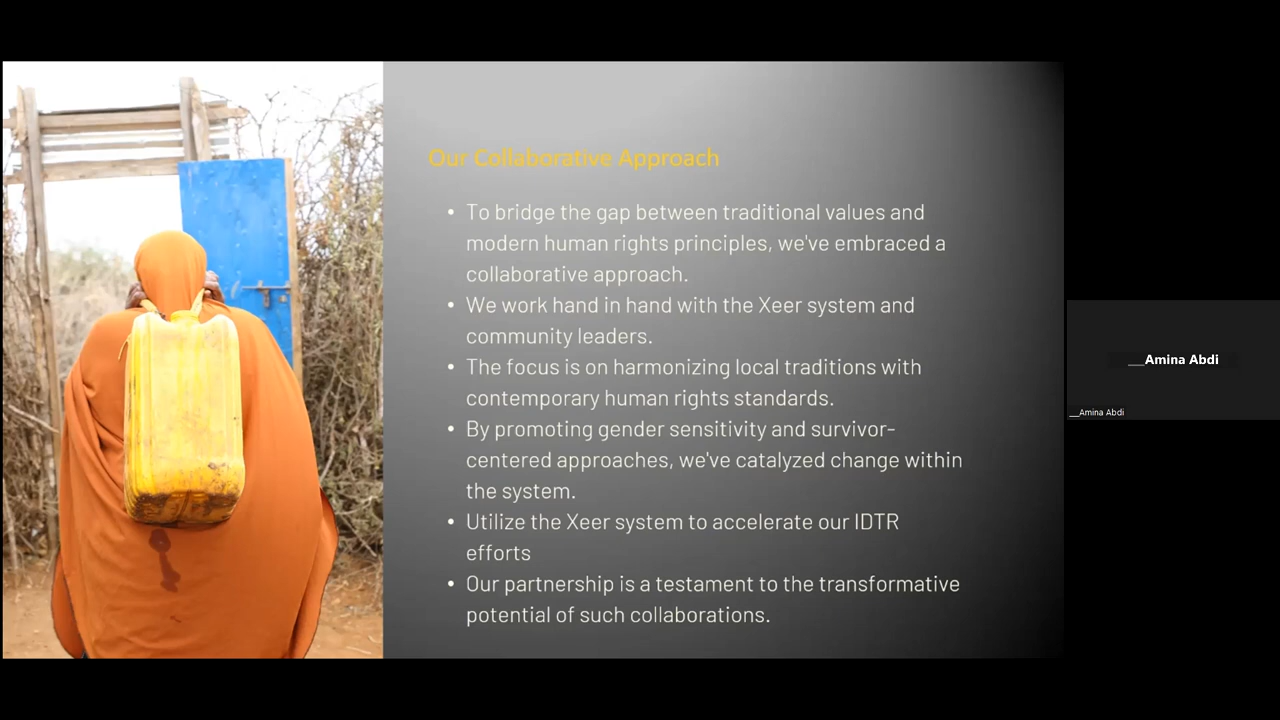 Our Collaborative Approach
• To bridge the gap between traditional values and
modern human rights principles, we've embraced a
collaborative approach.
• We work hand in hand with the Xeer system and
community leaders.
• The focus is on harmonizing local traditions with
contemporary human rights standards.
• By promoting gender sensitivity and survivor-
centered approaches, we've catalyzed change within
the system.
• Utilize the Xeer system to accelerate our IDTR
efforts
• Our partnership is a testament to the transformative
potential of such collaborations.
__Amina Abdi
__Amina Abdi